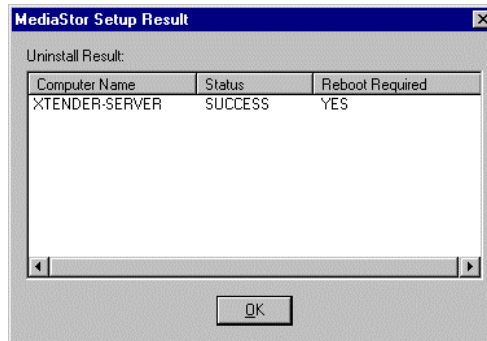 MediaStor Setup Result
Uninstall Result:
Computer Name Status Reboot Required
XTENDER-SERVER SUCCESS YES
OK